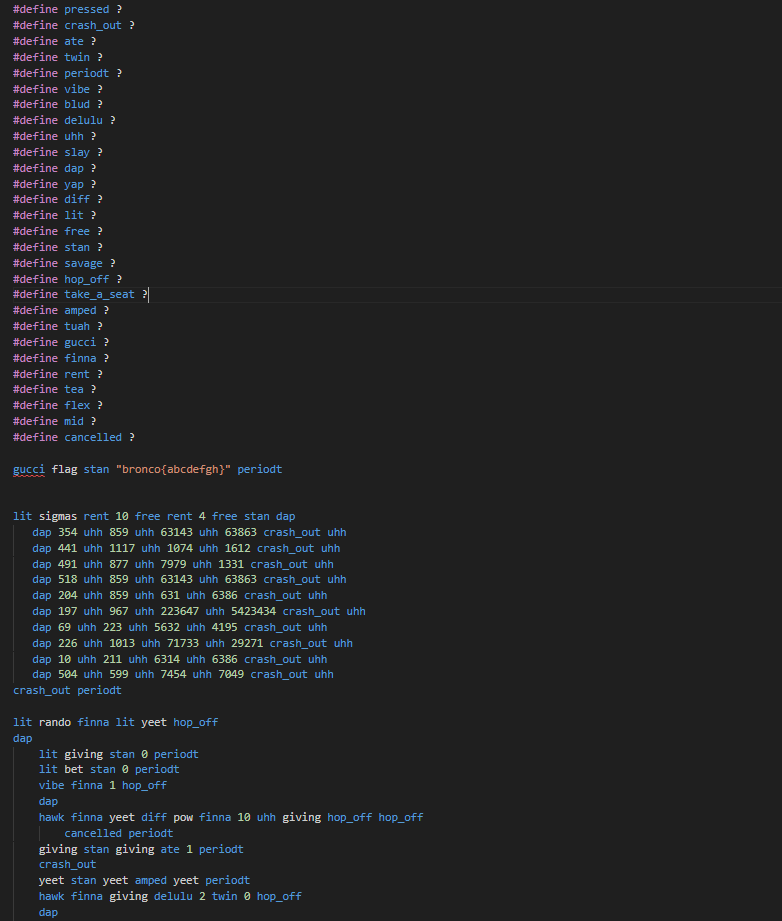 #define pressed ?
#define crash_out ?
#define ate ?
#define twin ?
#define periodt ?
#define vibe ?
#define blud ?
#define delulu ?
#define uhh ?
#define slay ?
#define dap ?
#define yap ?
#define diff ?
#define lit ?
#define free ?
#define stan ?
#define savage ?
#define hop_off ?
#define take_a_seat ?
#define amped ?
#define tuah ?
#define gucci ?
#define finna ?
#define rent ?
#define tea ?
#define flex ?
#define mid ?
#define cancelled ?
gucci flag stan "bronco{abcdefgh}" periodt
lit sigmas rent 10 free rent 4 free stan dap
dap 354 uhh 859 uhh 63143 uhh 63863 crash_out uhh
dap 441 uhh 1117 uhh 1074 uhh 1612 crash_out uhh
dap 491 uhh 877 uhh 7979 uhh 1331 crash_out uhh
dap 518 uhh 859 uhh 63143 uhh 63863 crash_out uhh
dap 204 uhh 859 uhh 631 uhh 6386 crash_out uhh
dap 197 uhh 967 uhh 223647 uhh 5423434 crash_out uhh
dap 69 uhh 223 uhh 5632 uhh 4195 crash_out uhh
dap 226 uhh 1013 uhh 71733 uhh 29271 crash_out uhh
dap 10 uhh 211 uhh 6314 uhh 6386 crash_out uhh
dap 504 uhh 599 uhh 7454 uhh 7049 crash_out uhh
crash_out periodt
lit rando finna lit yeet hop_off
dap
lit giving stan 0 periodt
lit bet stan 0 periodt
vibe finna 1 hop_off
dap
hawk finna yeet diff pow finna 10 uhh giving hop_off hop_off
cancelled periodt
giving stan giving ate 1 periodt
crash_out
yeet stan yeet amped yeet periodt
hawk finna giving delulu 2 twin 0 hop_off
dap